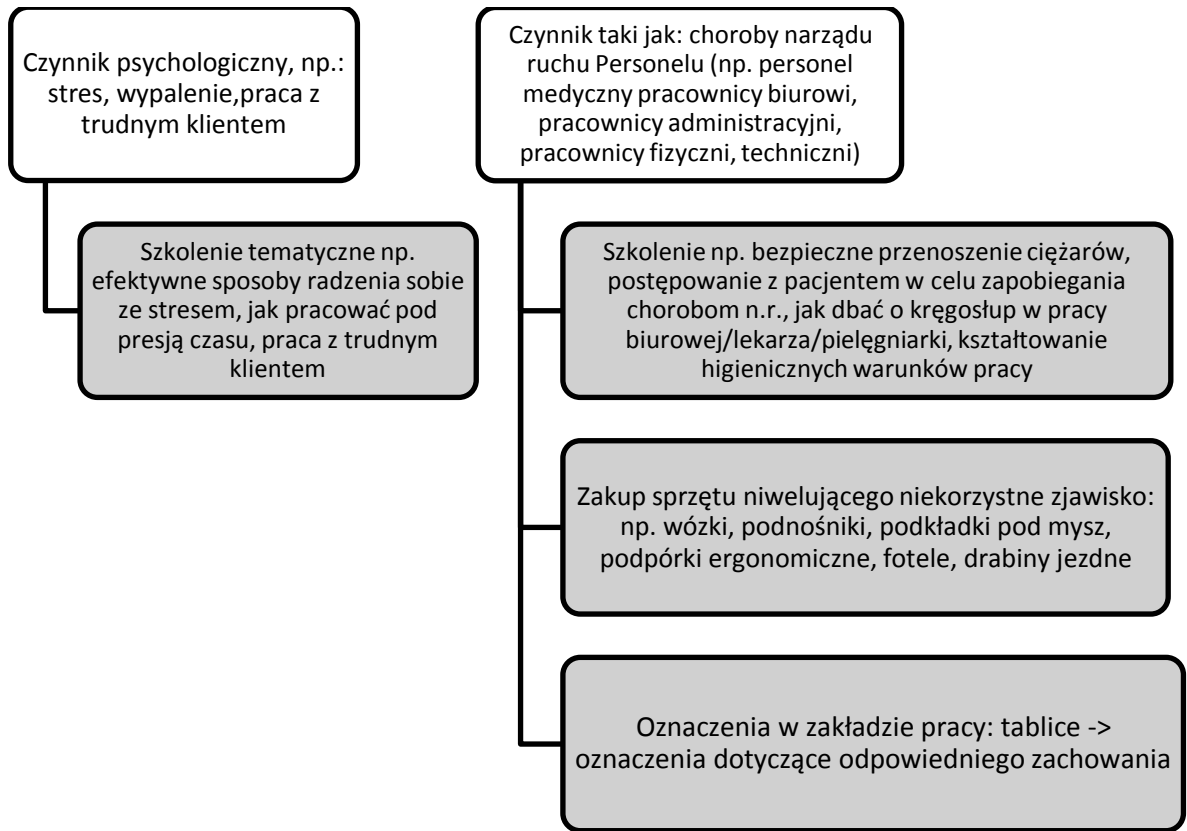 Czynnik psychologiczny, np.:
stres, wypalenie,praca z
trudnym klientem
Szkolenie tematyczne np.
efektywne sposoby radzenia sobie
ze stresem, jak pracować pod
presją czasu, praca z trudnym
klientem
Czynnik taki jak: choroby narządu
ruchu Personelu (np. personel
medyczny pracownicy biurowi,
pracownicy administracyjni,
pracownicy fizyczni, techniczni)
Szkolenie np. bezpieczne przenoszenie ciężarów,
postępowanie z pacjentem w celu zapobiegania
chorobom n.r., jak dbać o kręgosłup w pracy
biurowej/lekarza/pielęgniarki, kształtowanie
higienicznych warunków pracy
Zakup sprzętu niwelującego niekorzystne zjawisko:
np. wózki, podnośniki, podkładki pod mysz,
podpórki ergonomiczne, fotele, drabiny jezdne
Oznaczenia w zakładzie pracy: tablice ->
oznaczenia dotyczące odpowiedniego zachowania